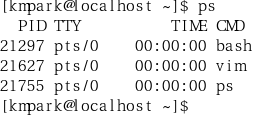 [kmpark@localhost ~]$ ps
  PID TTY          TIME CMD
21297 pts/0    00:00:00 bash
21627 pts/0    00:00:00 vim
21755 pts/0    00:00:00 ps
[kmpark@localhost ~]$